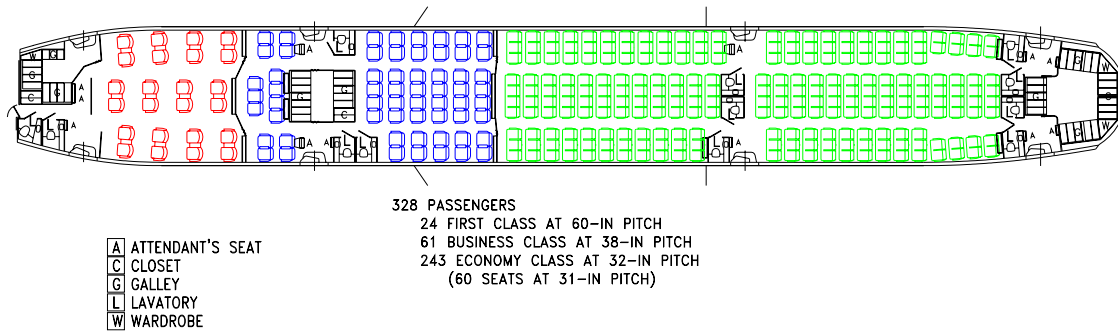 328 PASSENGERS
24 FIRST CLASS AT 60-IN PITCH
61 BUSINESS CLASS AT 38-IN PITCH
243 ECONOMY CLASS AT 32-IN PITCH
(60 SEATS AT 31-IN PITCH)
A ATTENDANT'S SEAT
C CLOSET
G GALLEY
L LAVATORY
W WARDROBE